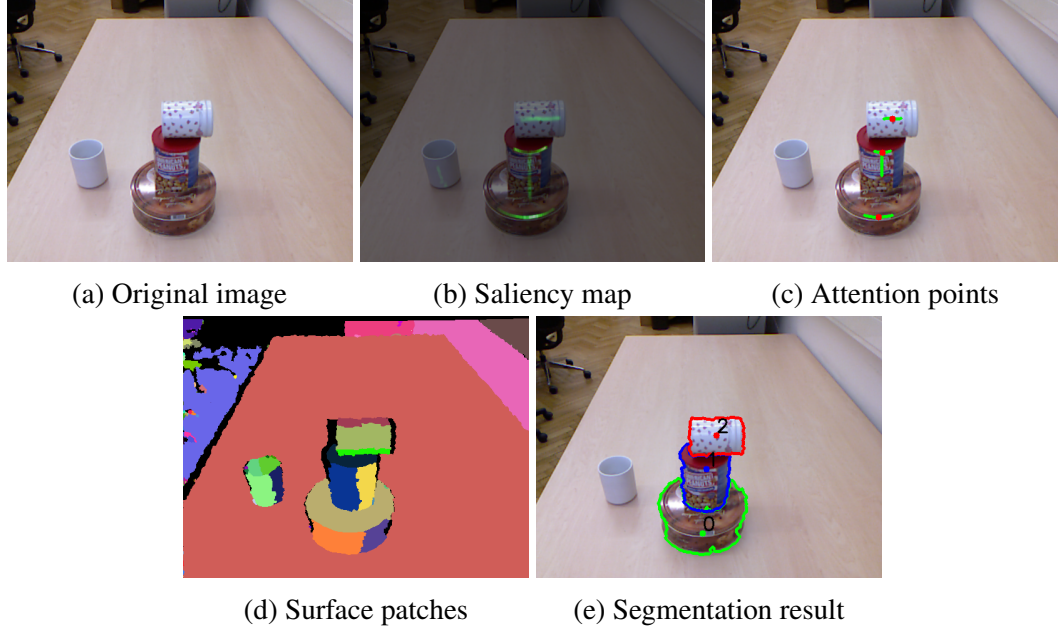 (a) Original image
(b) Saliency map
(c) Attention points
2
1
0
(d) Surface patches
(e) Segmentation result